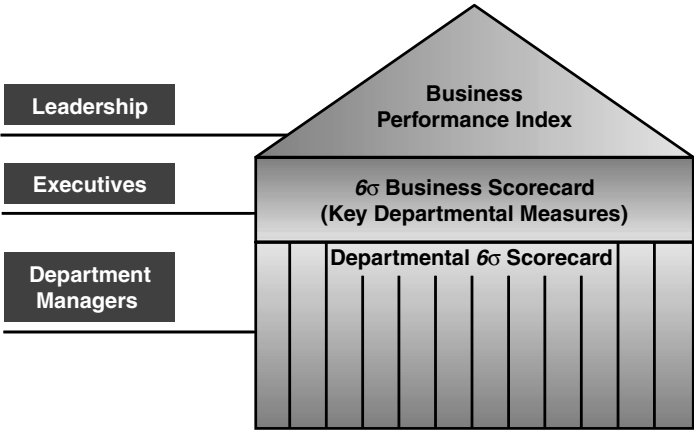 Leadership
Business
Performance Index
Executives
6σ Business Scorecard
(Key Departmental Measures)
Department
Managers
Departmental 6σ Scorecard